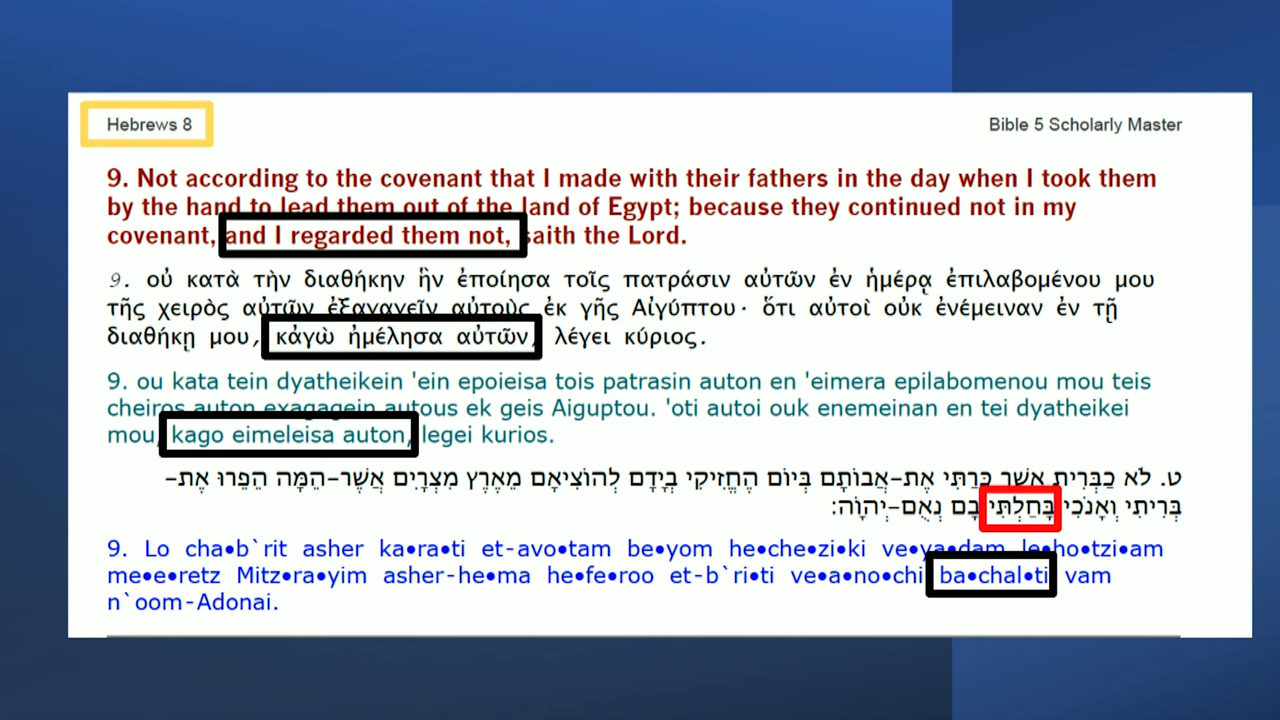 Hebrews 8
Bible 5 Scholarly Master
9. Not according to the covenant that I made with their fathers in the day when I took them
by the hand to lead them out of the land of Egypt; because they continued not in my
covenant, and I regarded them not, saith the Lord.
9. οὐ κατὰ τὴν διαθήκην ἣν ἐποίησα τοῖς πατράσιν αὐτῶν ἐν ἡμέρᾳ ἐπιλαβομένου μου
τῆς χειρὸς αὐτῶν ἐξαγαγεῖν αὐτοὺς ἐκ γῆς Αἰγύπτου· ὅτι αὐτοὶ οὐκ ἐνέμειναν ἐν τῇ
διαθήκῃ μου, κἀγὼ ἠμέλησα αὐτῶν, λέγει κύριος.
9. ou kata tein dyatheikein 'ein epoieisa tois patrasin auton en 'eimera epilabomenou mou teis
cheiros auton exagagein autous ek geis Aiguptou. 'oti autoi ouk enemeinan en tei dyatheikei
mou, kago eimeleisa auton, legei kurios.
ט. לֹא כַבְּרִית אֲשֶׁר כָּרַתִּי אֶת–אֲבוֹתָם בְּיוֹם הֶחֱזִיקִי בְיָדָם לְהוֹצִיאָם מֵאֶרֶץ מִצְרָיִם אֲשֶׁר–הֵמָּה הֵפֵרוּ אֶת–
בְּרִיתִי וְאָנֹכִי בָּחַלְתִּי בָם נְאֻם–יְהוָֹה:
9. Lo cha•b`rit asher ka•ra•ti et-avo•tam be•yom he•che•zi•ki ve•ya•dam le•ho•tzi•am
me•e•retz Mitz•ra•yim asher-he•ma he•fe•roo et-b`ri•ti ve•a•no•chi ba•chal•ti vam
n`oom-Adonai.